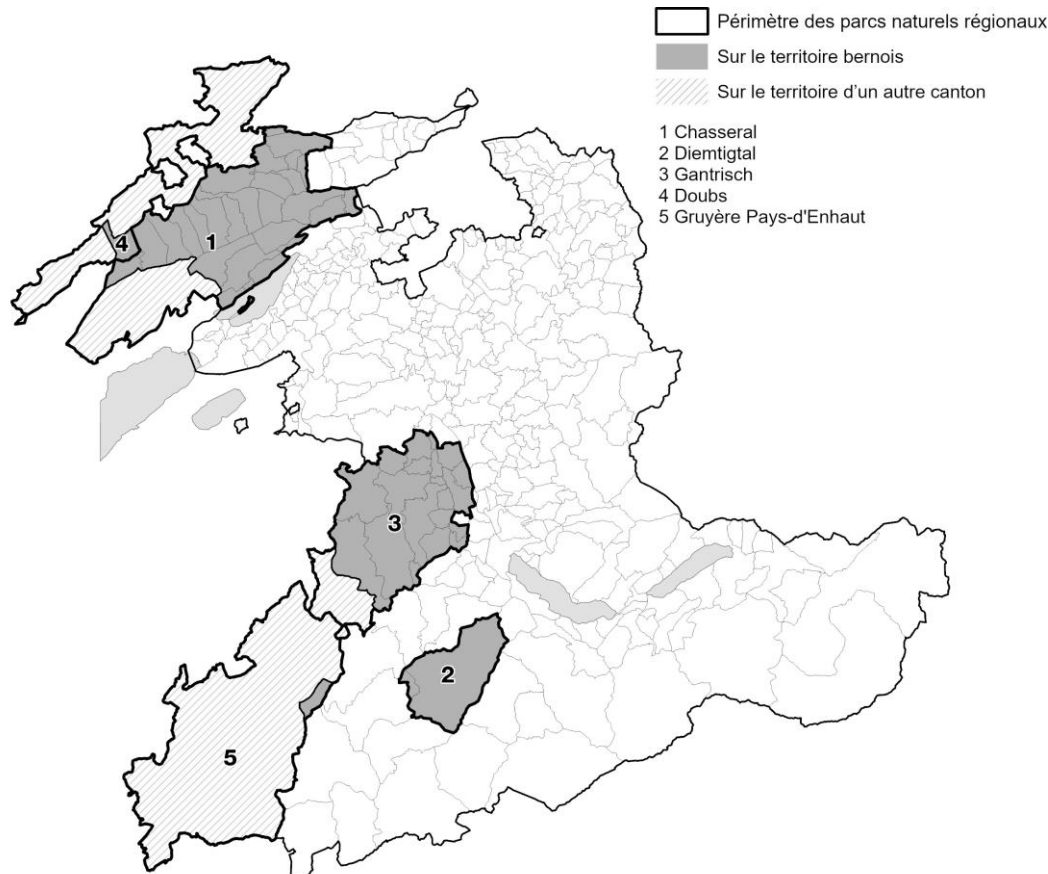 Périmètre des parcs naturels régionaux
Sur le territoire bernois
Sur le territoire d'un autre canton
1 Chasseral
2 Diemtigtal
3 Gantrisch
4 Doubs
5 Gruyère Pays-d'Enhaut
4
1
3
2
5